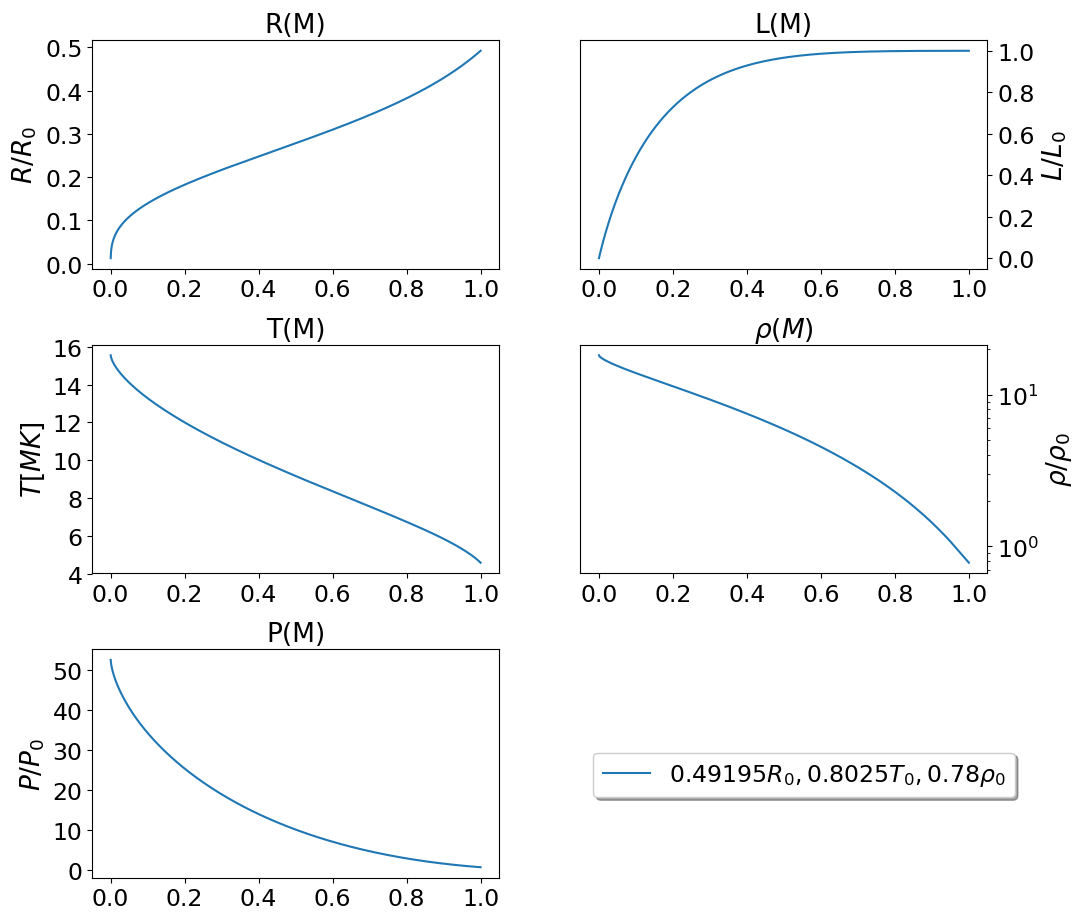 R(M)
R/R₀
0.5
0.4
0.3
0.2
0.1
0.0
0.0 0.2 0.4 0.6 0.8 1.0
L(M)
1.0
0.8
0.6
0.4
0.2
0.0
L/L₀
0.0 0.2 0.4 0.6 0.8 1.0
T(M)
T[MK]
16
14
12
10
8
6
4
0.0 0.2 0.4 0.6 0.8 1.0
ρ(M)
10¹
10⁰
ρ/ρ₀
0.0 0.2 0.4 0.6 0.8 1.0
P(M)
P/P₀
50
40
30
20
10
0
0.0 0.2 0.4 0.6 0.8 1.0
0.49195R₀, 0.8025T₀, 0.78ρ₀